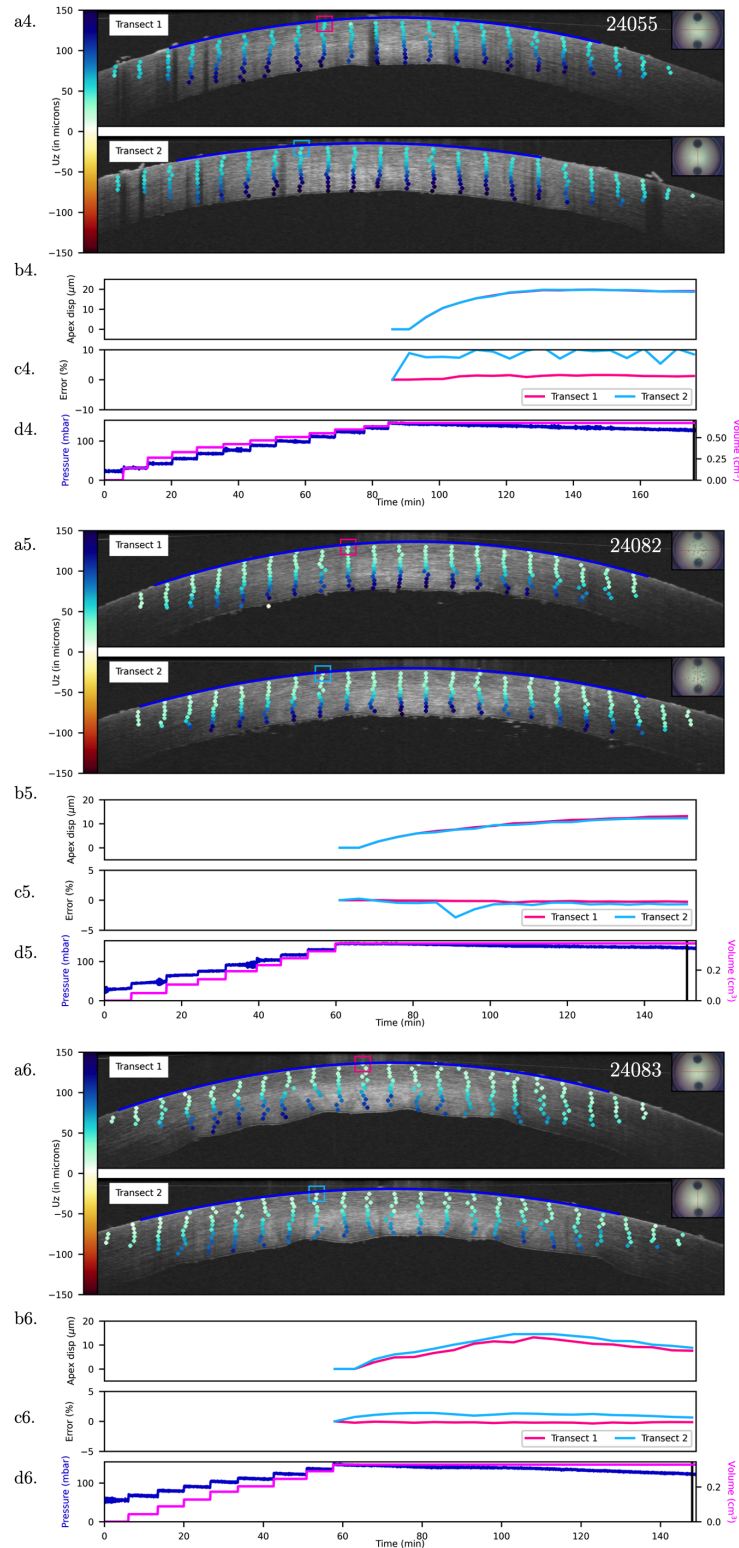 a4.
Transect 1
24055
Transect 2
Uz (in microns)
150
100
50
0
−50
−100
−150
b4.
Apex disp (μm)
20
10
0
c4.
Error (%)
10
0
−10
Transect 1
Transect 2
d4.
Pressure (mbar)
100
0
Volume (cm³)
0.50
0.25
0.00
0 20 40 60 80 100 120 140 160
Time (min)
a5.
Transect 1
24082
Transect 2
Uz (in microns)
150
100
50
0
−50
−100
−150
b5.
Apex disp (μm)
20
10
0
c5.
Error (%)
5
0
−5
Transect 1
Transect 2
d5.
Pressure (mbar)
100
0
Volume (cm³)
0.2
0.0
0 20 40 60 80 100 120 140
Time (min)
a6.
Transect 1
24083
Transect 2
Uz (in microns)
150
100
50
0
−50
−100
−150
b6.
Apex disp (μm)
20
10
0
c6.
Error (%)
5
0
−5
Transect 1
Transect 2
d6.
Pressure (mbar)
100
0
Volume (cm³)
0.2
0.0
0 20 40 60 80 100 120 140
Time (min)